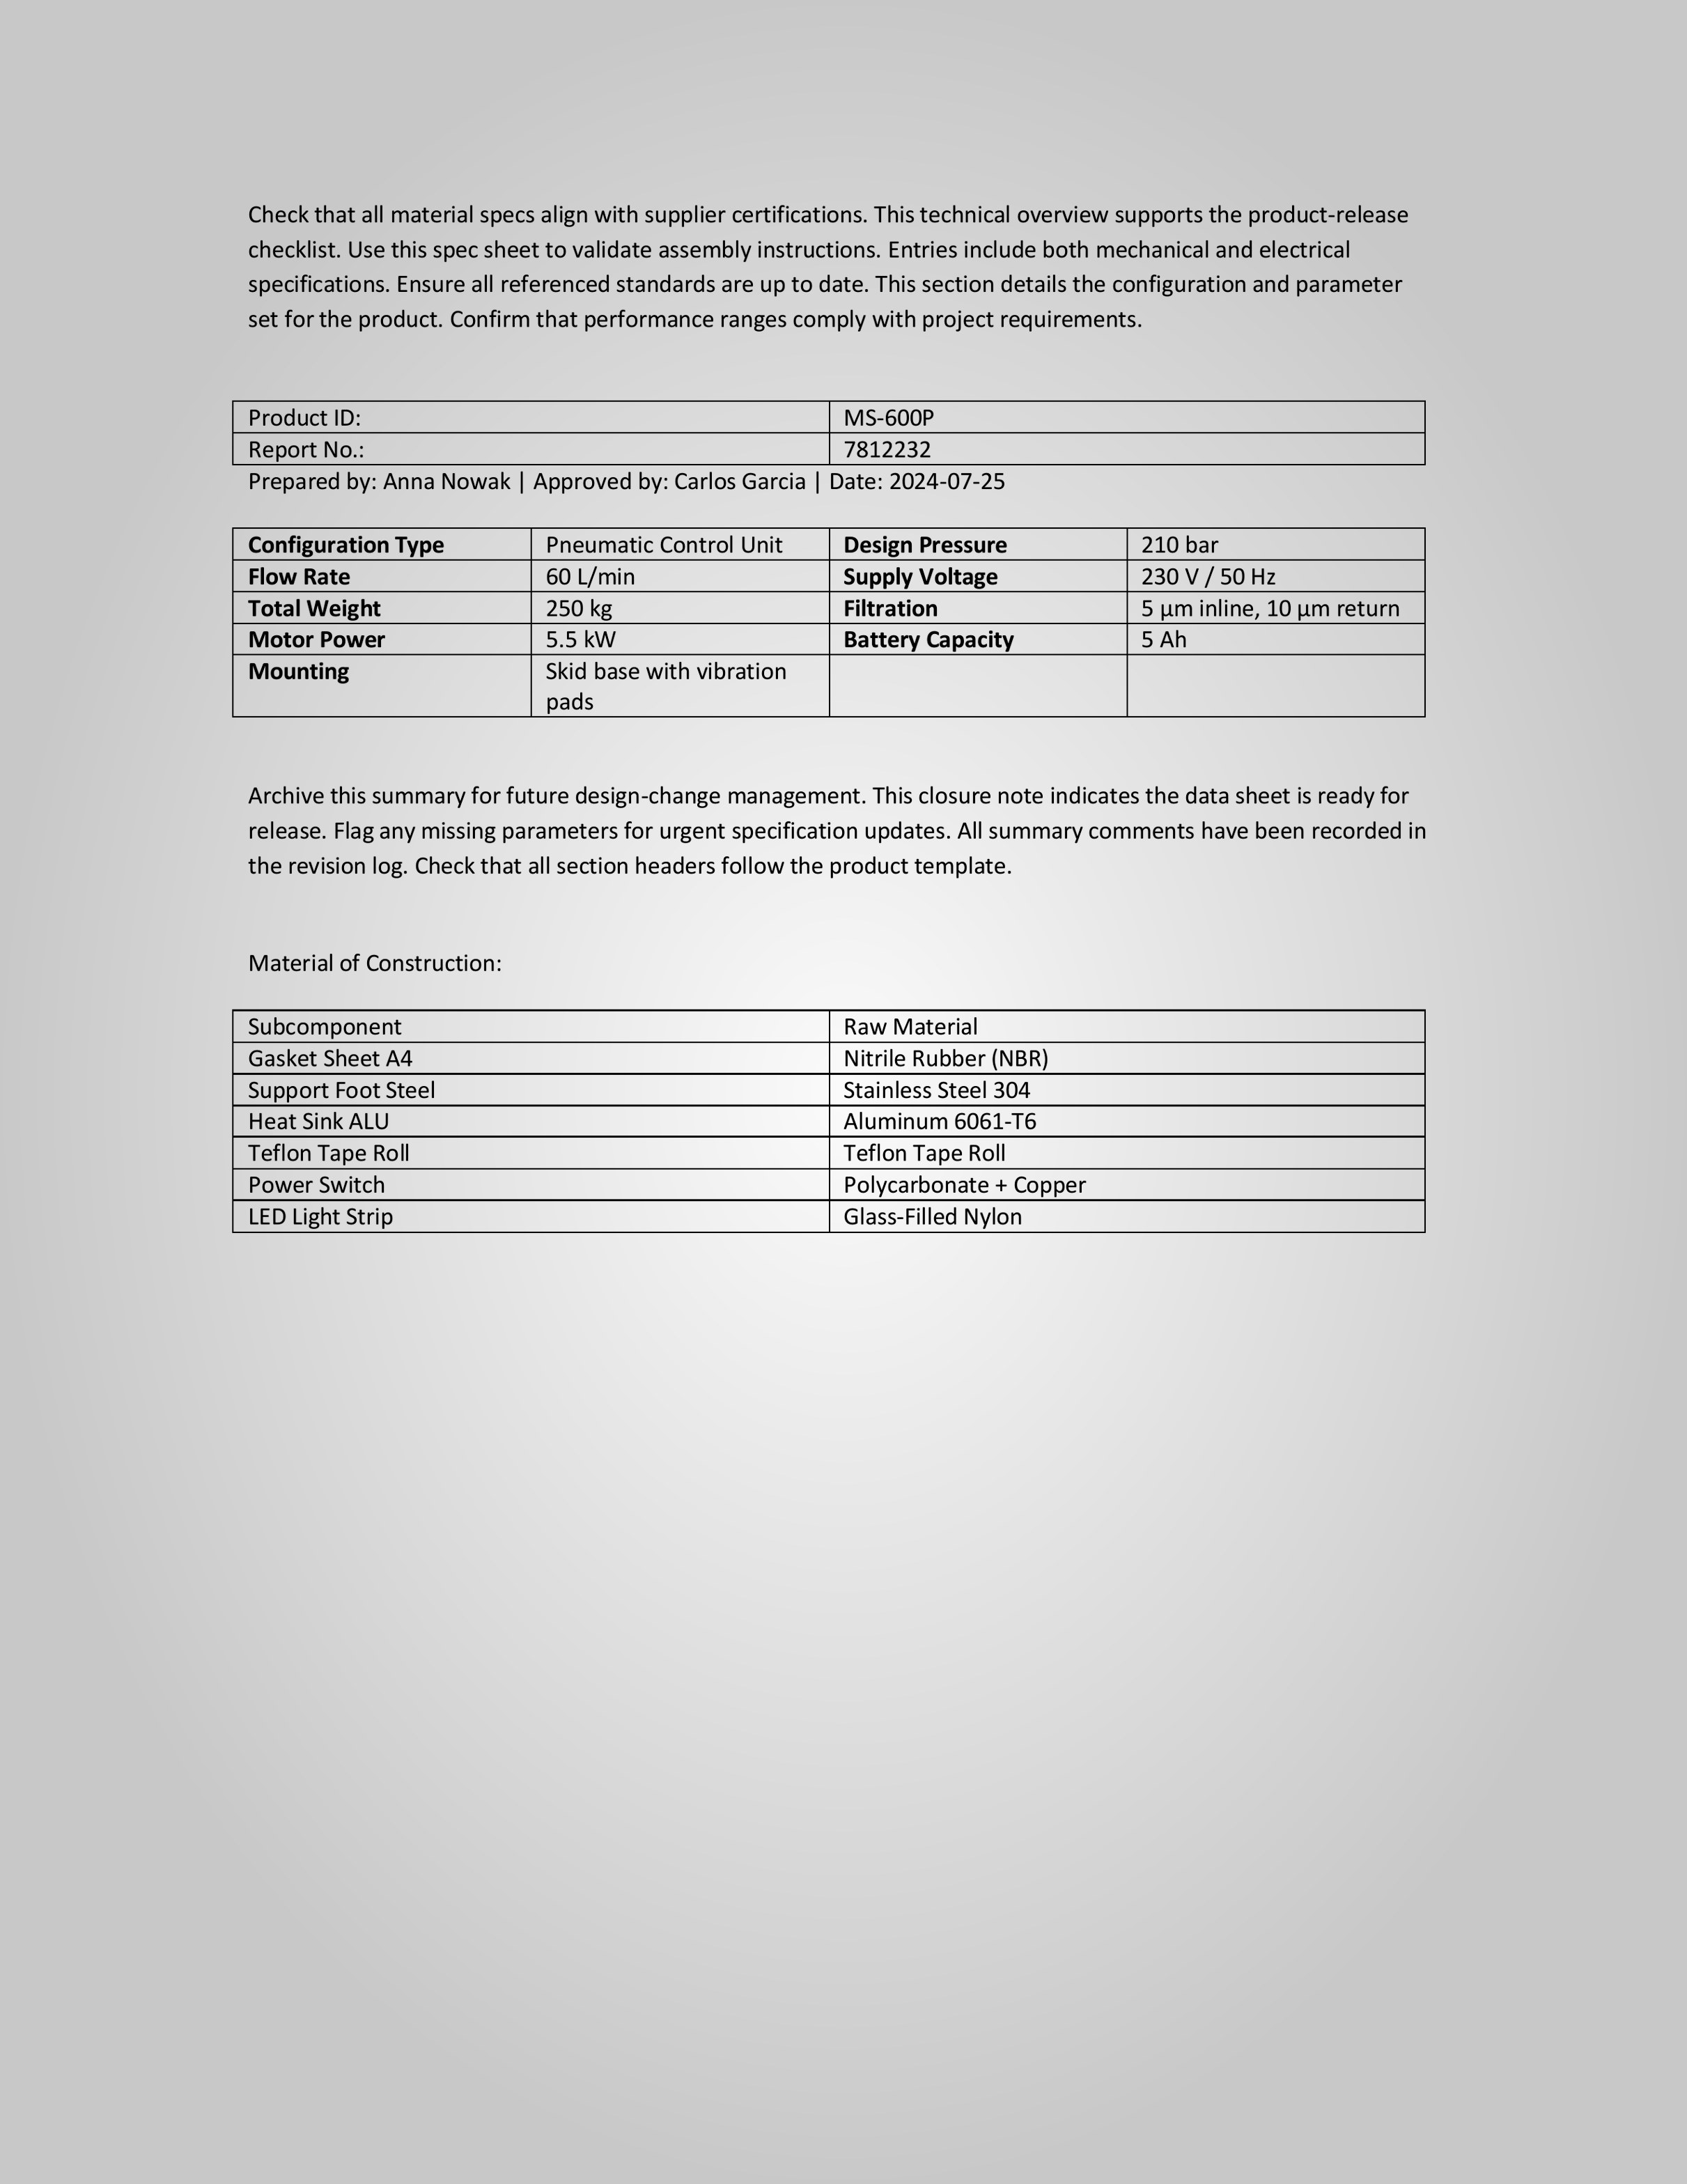 Check that all material specs align with supplier certifications. This technical overview supports the product-release
checklist. Use this spec sheet to validate assembly instructions. Entries include both mechanical and electrical
specifications. Ensure all referenced standards are up to date. This section details the configuration and parameter
set for the product. Confirm that performance ranges comply with project requirements.
Product ID: MS-600P
Report No.: 7812232
Prepared by: Anna Nowak | Approved by: Carlos Garcia | Date: 2024-07-25
Configuration Type Pneumatic Control Unit Design Pressure 210 bar
Flow Rate 60 L/min Supply Voltage 230 V / 50 Hz
Total Weight 250 kg Filtration 5 µm inline, 10 µm return
Motor Power 5.5 kW Battery Capacity 5 Ah
Mounting Skid base with vibration
pads
Archive this summary for future design-change management. This closure note indicates the data sheet is ready for
release. Flag any missing parameters for urgent specification updates. All summary comments have been recorded in
the revision log. Check that all section headers follow the product template.
Material of Construction:
Subcomponent Raw Material
Gasket Sheet A4 Nitrile Rubber (NBR)
Support Foot Steel Stainless Steel 304
Heat Sink ALU Aluminum 6061-T6
Teflon Tape Roll Teflon Tape Roll
Power Switch Polycarbonate + Copper
LED Light Strip Glass-Filled Nylon